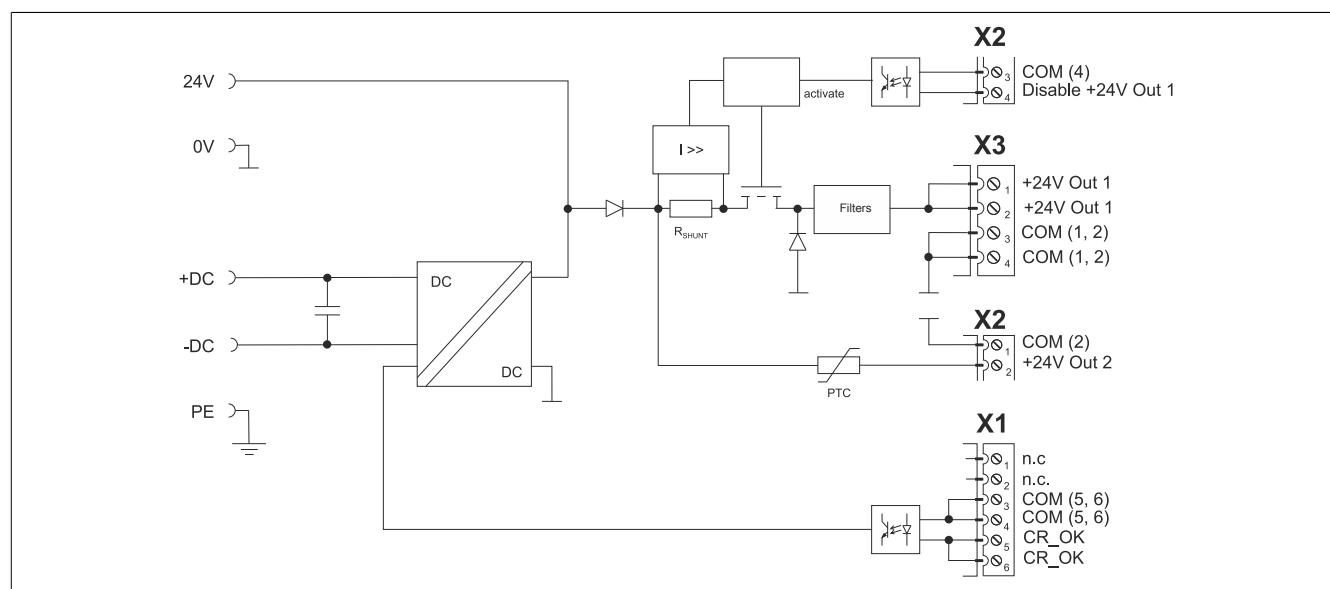 X2
24V
3 COM (4)
activate
4 Disable +24V Out 1
0V
I >>
X3
1 +24V Out 1
Filters
2 +24V Out 1
RSHUNT
3 COM (1, 2)
4 COM (1, 2)
+DC
DC
X2
-DC
1 COM (2)
DC
2 +24V Out 2
PTC
PE
X1
1 n.c
2 n.c.
3 COM (5, 6)
4 COM (5, 6)
5 CR_OK
6 CR_OK